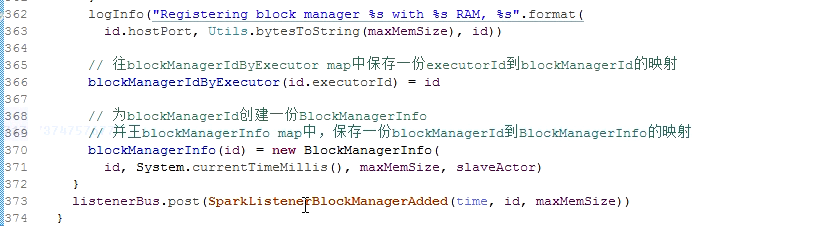 362 logInfo("Registering block manager %s with %s RAM, %s".format(
363 id.hostPort, Utils.bytesToString(maxMemSize), id))
364
365 // 往blockManagerIdByExecutor map中保存一份executorId到blockManagerId的映射
366 blockManagerIdByExecutor(id.executorId) = id
367
368 // 为blockManagerId创建一份BlockManagerInfo
369 // 并王blockManagerInfo map中，保存一份blockManagerId到BlockManagerInfo的映射
370 blockManagerInfo(id) = new BlockManagerInfo(
371 id, System.currentTimeMillis(), maxMemSize, slaveActor)
372 }
373 listenerBus.post(SparkListenerBlockManagerAdded(time, id, maxMemSize))
374 }